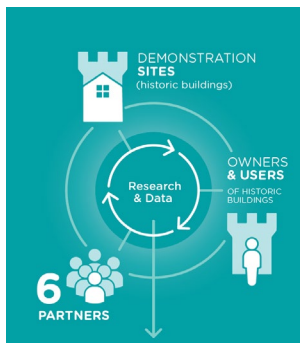 DEMONSTRATION
SITES
(historic buildings)
Research
& Data
OWNERS
& USERS
OF HISTORIC
BUILDINGS
6
PARTNERS